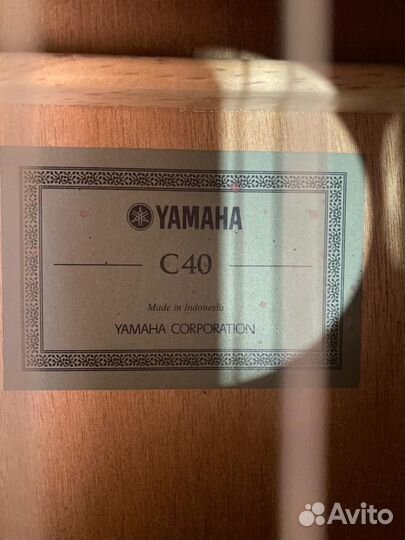 YAMAHA
C40
Made in Indonesia
YAMAHA CORPORATION
Avito